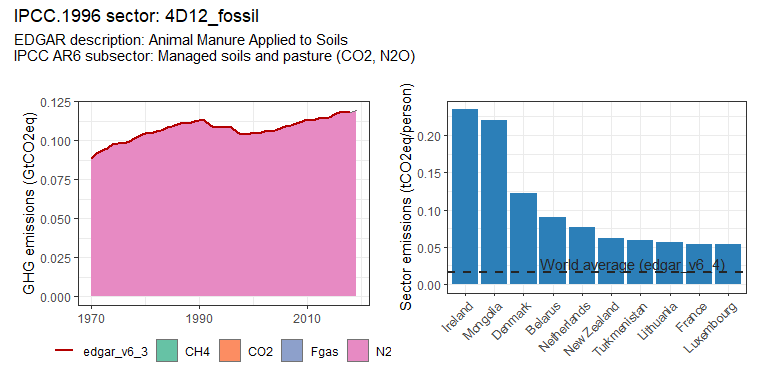 IPCC.1996 sector: 4D12_fossil
EDGAR description: Animal Manure Applied to Soils
IPCC AR6 subsector: Managed soils and pasture (CO2, N2O)
GHG emissions (GtCO2eq)
0.125
0.100
0.075
0.050
0.025
0.000
1970
1990
2010
edgar_v6_3
CH4
CO2
Fgas
N2
Sector emissions (tCO2eq/person)
0.20
0.15
0.10
0.05
0.00
World average (edgar_v6_4)
Ireland
Mongolia
Denmark
Belarus
Netherlands
New Zealand
Turkmenistan
Lithuania
France
Luxembourg